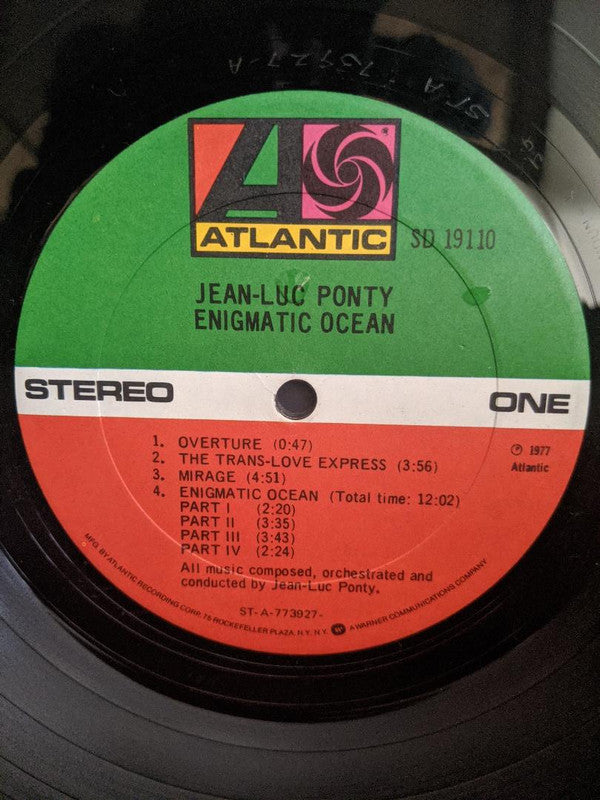 ATLANTIC
SD 19110
JEAN-LUC PONTY
ENIGMATIC OCEAN
STEREO
ONE
1. OVERTURE (0:47)
2. THE TRANS-LOVE EXPRESS (3:56)
3. MIRAGE (4:51)
4. ENIGMATIC OCEAN (Total time: 12:02)
PART I (2:20)
PART II (3:35)
PART III (3:43)
PART IV (2:24)
℗ 1977
Atlantic
All music composed, orchestrated and
conducted by Jean-Luc Ponty.
ST-A-773927-
MFG. BY ATLANTIC RECORDING CORP., 75 ROCKEFELLER PLAZA, N.Y. N.Y. A WARNER COMMUNICATIONS COMPANY